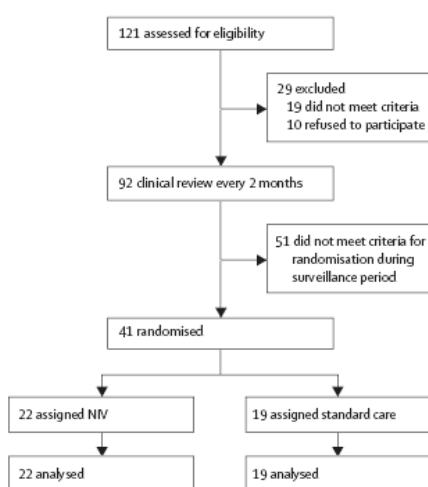 121 assessed for eligibility
29 excluded
19 did not meet criteria
10 refused to participate
92 clinical review every 2 months
51 did not meet criteria for
randomisation during
surveillance period
41 randomised
22 assigned NIV
19 assigned standard care
22 analysed
19 analysed